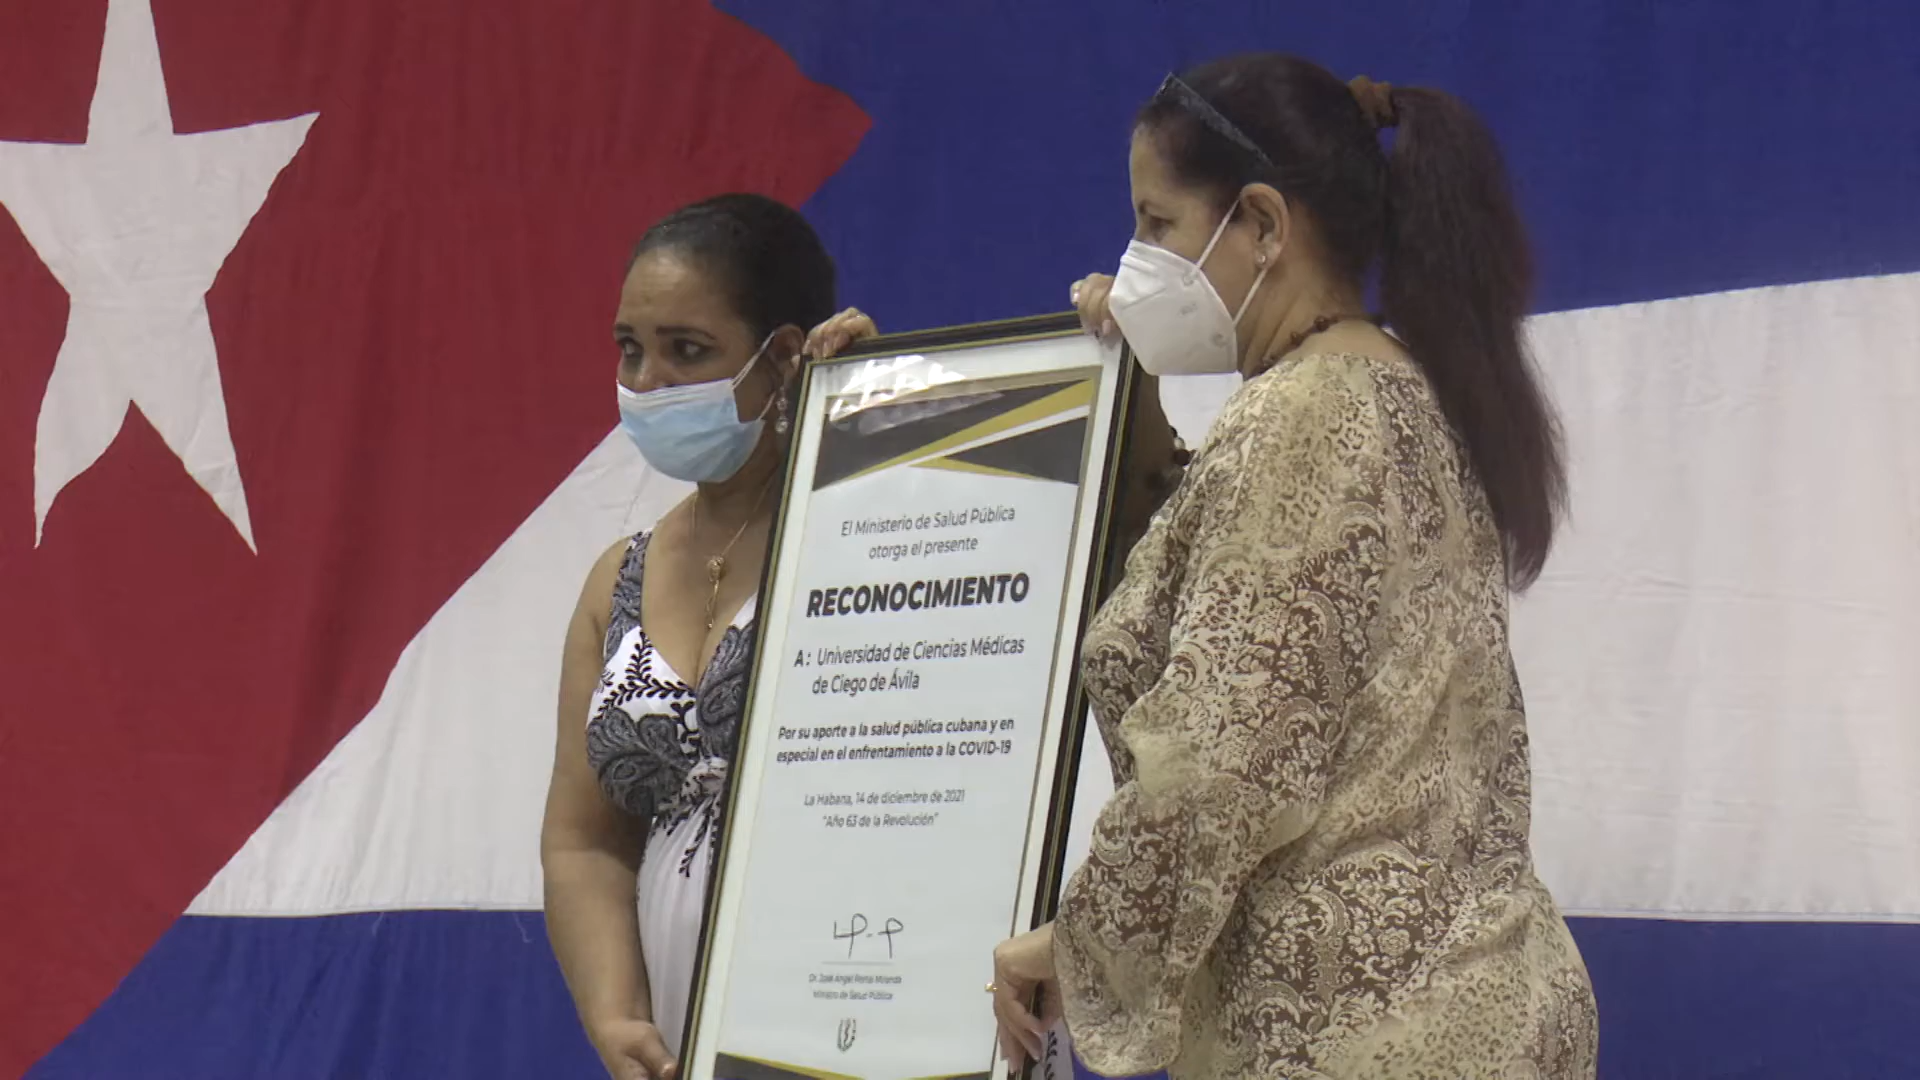 El Ministerio de Salud Pública
otorga el presente
RECONOCIMIENTO
A: Universidad de Ciencias Médicas
de Ciego de Ávila
Por su aporte a la salud pública cubana y en
especial en el enfrentamiento a la COVID-19
La Habana, 14 de diciembre de 2021
"Año 63 de la Revolución"
Dr. José Angel Portal Miranda
Ministro de Salud Pública